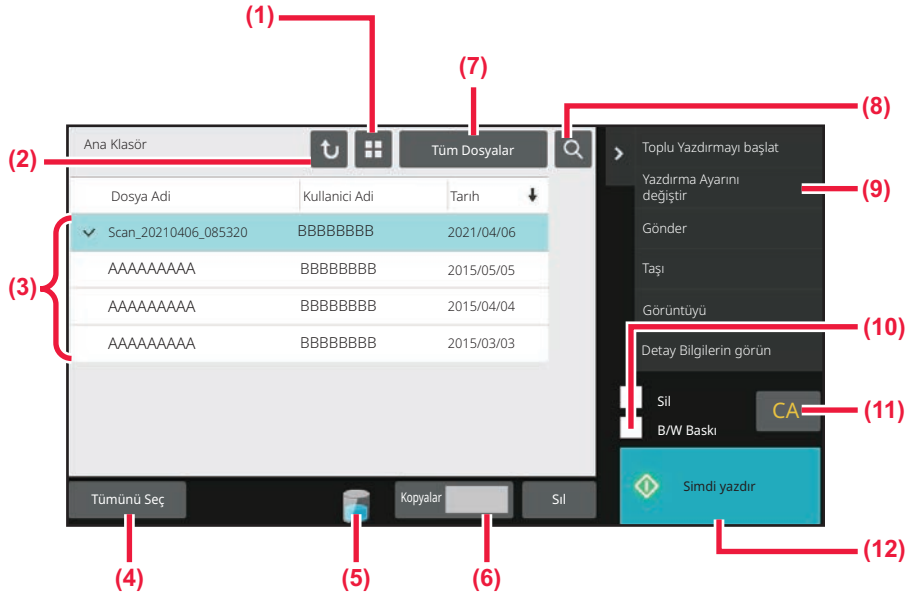 (1)
(7)
(8)
(2)
Ana Klasör
Tüm Dosyalar
Toplu Yazdırmayı başlat
Yazdırma Ayarını
değiştir
(9)
Dosya Adi
Kullanici Adi
Tarıh
Gönder
(3)
Scan_20210406_085320 BBBBBBBB 2021/04/06
AAAAAAAAA BBBBBBBB 2015/05/05
Taşı
AAAAAAAAA BBBBBBBB 2015/04/04
Görüntüyü
(10)
AAAAAAAAA BBBBBBBB 2015/03/03
Detay Bilgilerin görün
Sil
CA
(11)
B/W Baskı
Tümünü Seç
Kopyalar
Sıl
Simdi yazdır
(12)
(4)
(5)
(6)